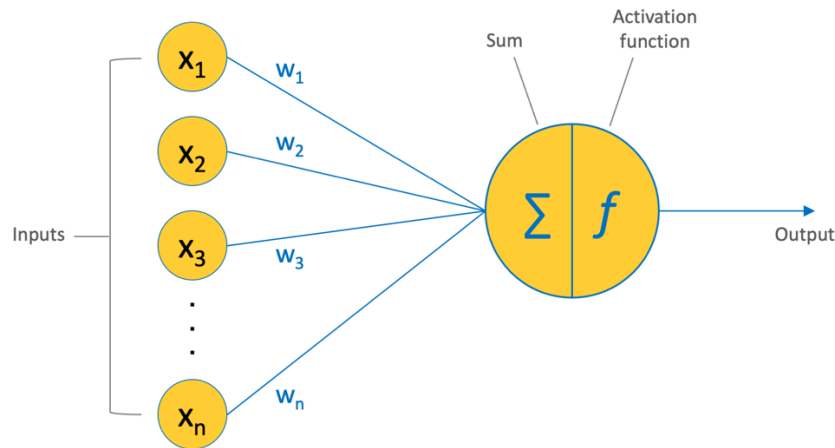 Activation
function
Sum
x1
w1
x2
w2
Inputs
x3
w3
.
.
.
xn
wn
∑
f
Output